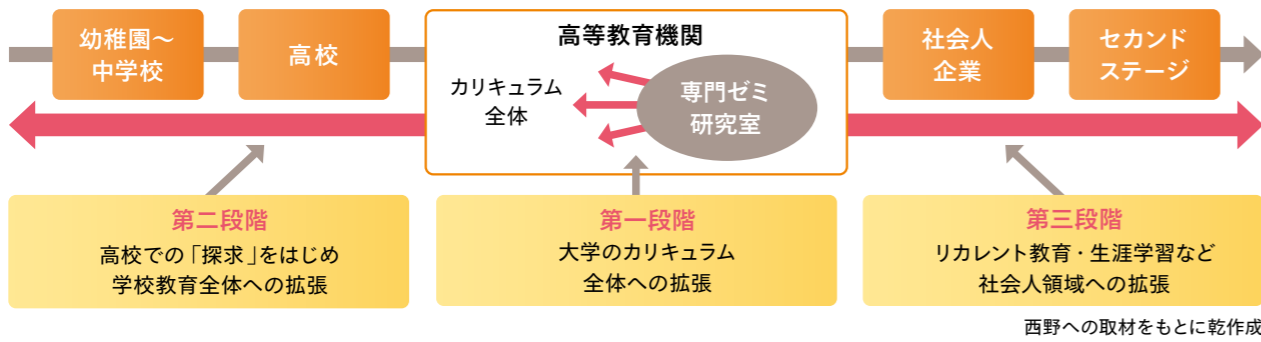 幼稚園～
中学校
高校
高等教育機関
カリキュラム
全体
専門ゼミ
研究室
社会人
企業
セカンド
ステージ
第二段階
高校での「探求」をはじめ
学校教育全体への拡張
第一段階
大学のカリキュラム
全体への拡張
第三段階
リカレント教育・生涯学習など
社会人領域への拡張
西野への取材をもとに乾作成